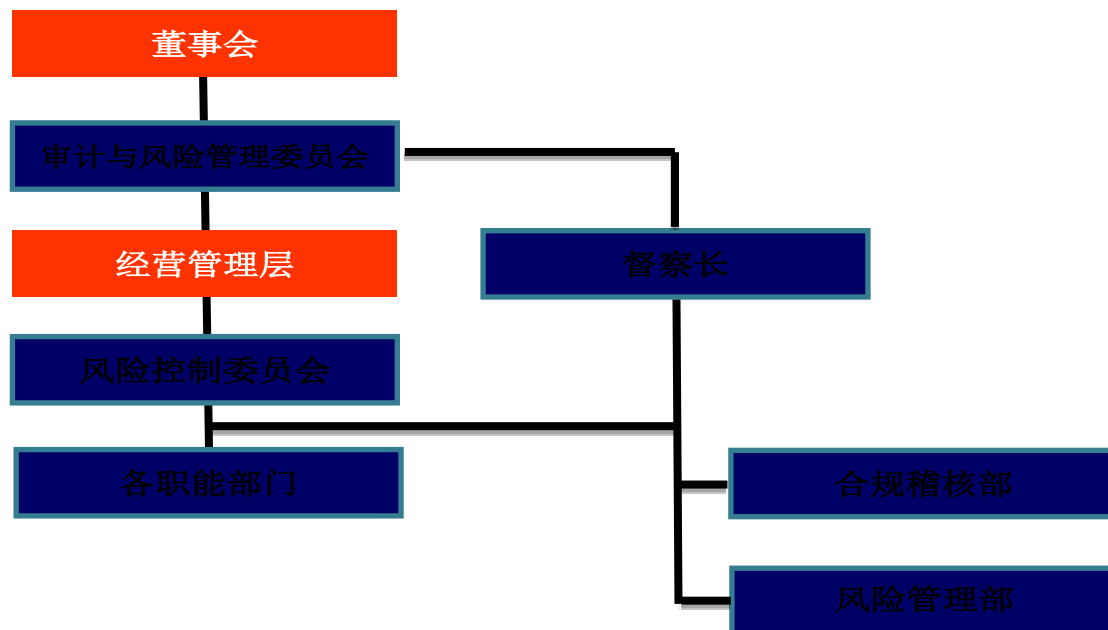 董事会
审计与风险管理委员会
经营管理层
督察长
风险控制委员会
各职能部门
合规稽核部
风险管理部